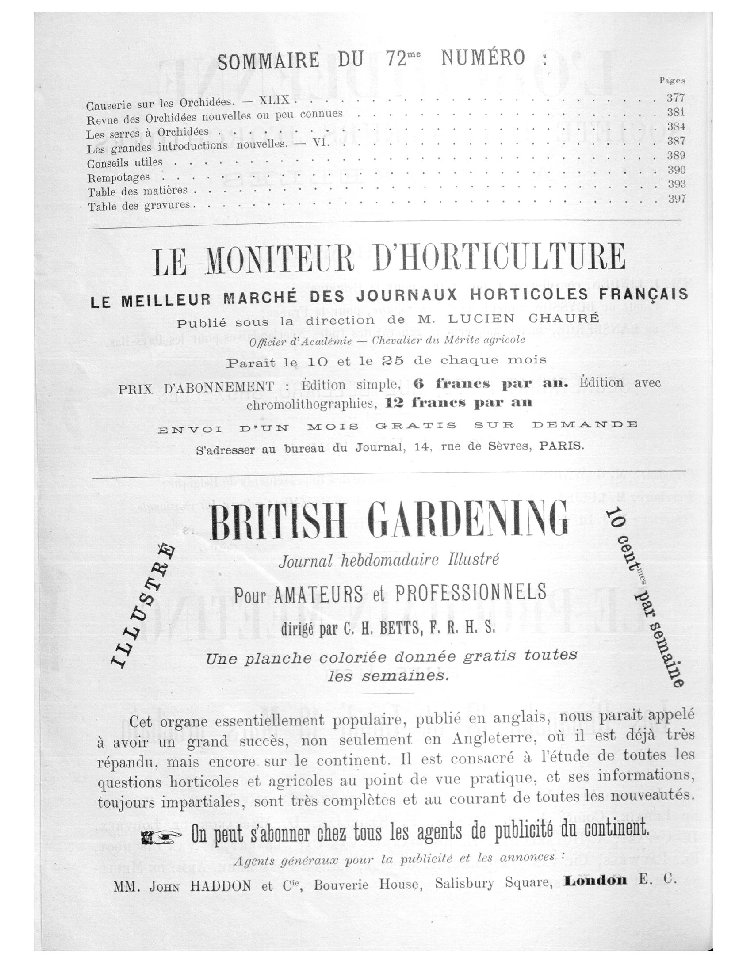 SOMMAIRE DU 72me NUMÉRO :
Pages
Causerie sur les Orchidées. — XLIX . . . . . . . . . . . . . . . . . . . . . . . . 377
Revue des Orchidées nouvelles ou peu connues . . . . . . . . . . . . . . . . . . . . 381
Les serres à Orchidées . . . . . . . . . . . . . . . . . . . . . . . . . . . . 384
Les grandes introductions nouvelles. — VI. . . . . . . . . . . . . . . . . . . . . . 387
Conseils utiles . . . . . . . . . . . . . . . . . . . . . . . . . . . . . . . 389
Rempotages . . . . . . . . . . . . . . . . . . . . . . . . . . . . . . . . 390
Table des matières . . . . . . . . . . . . . . . . . . . . . . . . . . . . . . 393
Table des gravures . . . . . . . . . . . . . . . . . . . . . . . . . . . . . . 397
LE MONITEUR D'HORTICULTURE
LE MEILLEUR MARCHÉ DES JOURNAUX HORTICOLES FRANÇAIS
Publié sous la direction de M. LUCIEN CHAURÉ
Officier d'Académie — Chevalier du Mérite agricole
Paraît le 10 et le 25 de chaque mois
PRIX D'ABONNEMENT : Édition simple, 6 francs par an. Édition avec
chromolithographies, 12 francs par an
ENVOI D'UN MOIS GRATIS SUR DEMANDE
S'adresser au bureau du Journal, 14, rue de Sèvres, PARIS.
BRITISH GARDENING
Journal hebdomadaire Illustré
ILLUSTRÉ
10 centmes par semaine
Pour AMATEURS et PROFESSIONNELS
dirigé par C. H. BETTS, F. R. H. S.
Une planche coloriée donnée gratis toutes
les semaines.
Cet organe essentiellement populaire, publié en anglais, nous parait appelé
à avoir un grand succès, non seulement en Angleterre, où il est déjà très
répandu, mais encore sur le continent. Il est consacré à l'étude de toutes les
questions horticoles et agricoles au point de vue pratique, et ses informations,
toujours impartiales, sont très complètes et au courant de toutes les nouveautés.
On peut s'abonner chez tous les agents de publicité du continent.
Agents généraux pour la publicité et les annonces :
MM. JOHN HADDON et Cie, Bouverie House, Salisbury Square, London E. C.